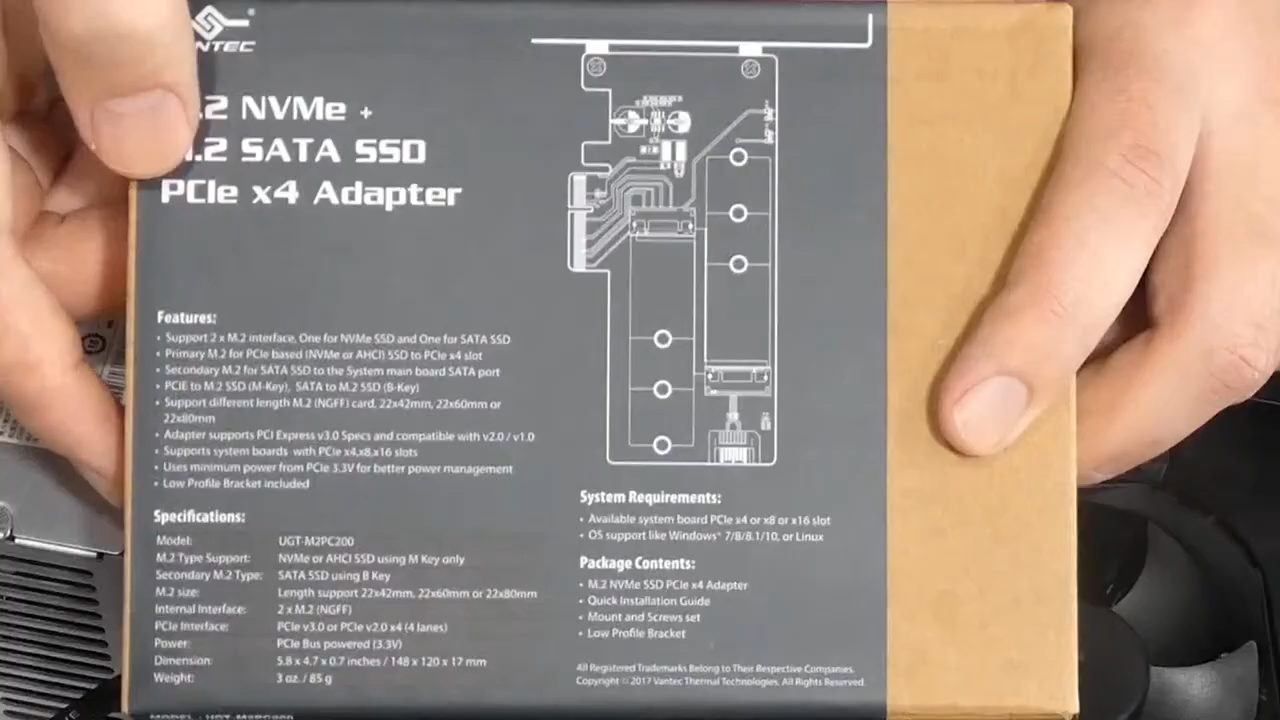 NTEC
.2 NVMe +
.2 SATA SSD
PCIe x4 Adapter
Features:
• Support 2 x M.2 interface, One for NVMe SSD and One for SATA SSD
• Primary M.2 for PCIe based (NVMe or AHCI) SSD to PCIe x4 slot
• Secondary M.2 for SATA SSD to the System main board SATA port
• PCIE to M.2 SSD (M-Key), SATA to M.2 SSD (B-Key)
• Support different length M.2 (NGFF) card, 22x42mm, 22x60mm or
22x80mm
• Adapter supports PCI Express v3.0 Specs and compatible with v2.0 / v1.0
• Supports system boards with PCIe x4,x8,x16 slots
• Uses minimum power from PCIe 3.3V for better power management
• Low Profile Bracket included
Specifications:
Model: UGT-M2PC200
M.2 Type Support: NVMe or AHCI SSD using M Key only
Secondary M.2 Type: SATA SSD using B Key
M.2 size: Length support 22x42mm, 22x60mm or 22x80mm
Internal Interface: 2 x M.2 (NGFF)
PCIe Interface: PCIe v3.0 or PCIe v2.0 x4 (4 lanes)
Power: PCIe Bus powered (3.3V)
Dimension: 5.8 x 4.7 x 0.7 inches / 148 x 120 x 17 mm
Weight: 3 oz. / 85 g
System Requirements:
• Available system board PCIe x4 or x8 or x16 slot
• OS support like Windows® 7/8/8.1/10, or Linux
Package Contents:
• M.2 NVMe SSD PCIe x4 Adapter
• Quick Installation Guide
• Mount and Screws set
• Low Profile Bracket
All Registered Trademarks Belong to Their Respective Companies.
Copyright © 2017 Vantec Thermal Technologies. All Rights Reserved.